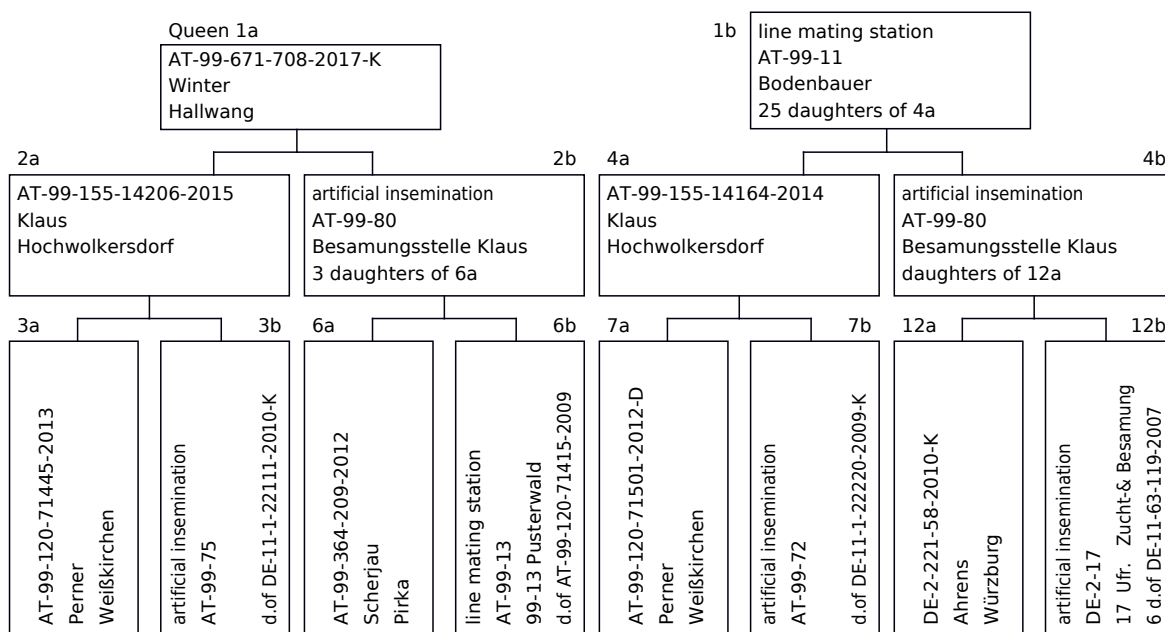 Queen 1a
AT-99-671-708-2017-K
Winter
Hallwang
1b
line mating station
AT-99-11
Bodenbauer
25 daughters of 4a
2a
AT-99-155-14206-2015
Klaus
Hochwolkersdorf
2b
artificial insemination
AT-99-80
Besamungsstelle Klaus
3 daughters of 6a
4a
AT-99-155-14164-2014
Klaus
Hochwolkersdorf
4b
artificial insemination
AT-99-80
Besamungsstelle Klaus
daughters of 12a
3a
AT-99-120-71445-2013
Perner
Weißkirchen
3b
artificial insemination
AT-99-75
d.of DE-11-1-22111-2010-K
6a
AT-99-364-209-2012
Scherjau
Pirka
6b
line mating station
AT-99-13
99-13 Pusterwald
d.of AT-99-120-71415-2009
7a
AT-99-120-71501-2012-D
Perner
Weißkirchen
7b
artificial insemination
AT-99-72
d.of DE-11-1-22220-2009-K
12a
DE-2-221-58-2010-K
Ahrens
Würzburg
12b
artificial insemination
DE-2-17
17 Ufr. Zucht-& Besamung
6 d.of DE-11-63-119-2007